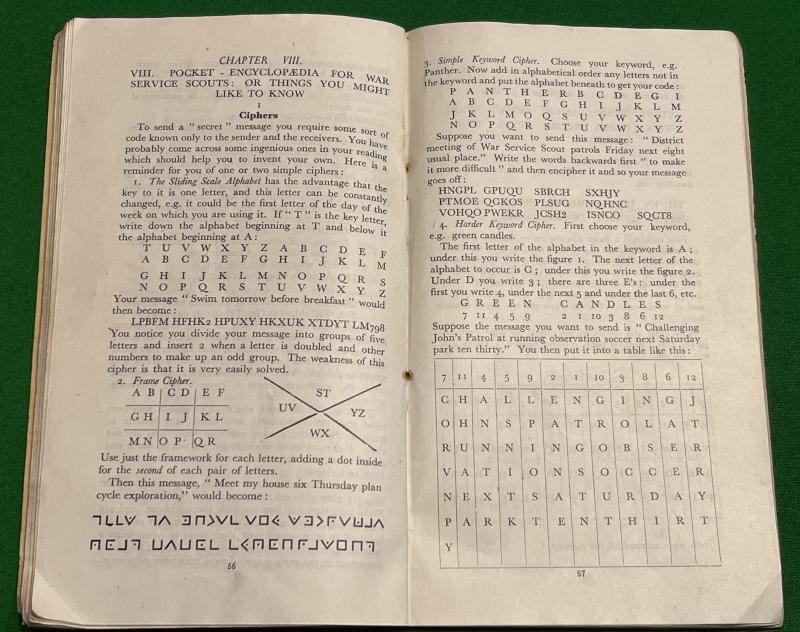 CHAPTER VIII.
VIII. POCKET - ENCYCLOPÆDIA FOR WAR
SERVICE SCOUTS: OR THINGS YOU MIGHT
LIKE TO KNOW
I
Ciphers
To send a "secret" message you require some sort of
code known only to the sender and the receivers. You have
probably come across some ingenious ones in your reading
which should help you to invent your own. Here is a
reminder for you of one or two simple ciphers:
1. The Sliding Scale Alphabet has the advantage that the
key to it is one letter, and this letter can be constantly
changed, e.g. it could be the first letter of the day of the
week on which you are using it. If "T" is the key letter,
write down the alphabet beginning at T and below it
the alphabet beginning at A:
T U V W X Y Z A B C D E F
A B C D E F G H I J K L M
G H I J K L M N O P Q R S
N O P Q R S T U V W X Y Z
Your message "Swim tomorrow before breakfast" would
then become:
LPBFM HFHK2 HPUXY HKXUK XTDYT LM798
You notice you divide your message into groups of five
letters and insert 2 when a letter is doubled and other
numbers to make up an odd group. The weakness of this
cipher is that it is very easily solved.
2. Frame Cipher.
A B C D E F
G H I J K L
M N O P Q R
ST
UV YZ
WX
Use just the framework for each letter, adding a dot inside
for the second of each pair of letters.
Then this message, "Meet my house six Thursday plan
cycle exploration," would become:
56
3. Simple Keyword Cipher. Choose your keyword, e.g.
Panther. Now add in alphabetical order any letters not in
the keyword and put the alphabet beneath to get your code:
P A N T H E R B C D E G I
A B C D E F G H I J K L M
J K L M O Q S U V W X Y Z
N O P Q R S T U V W X Y Z
Suppose you want to send this message: "District
meeting of War Service Scout patrols Friday next eight
usual place." Write the words backwards first "to make
it more difficult" and then encipher it and so your message
goes off:
HNGPL GPUQU SBRCH SXHJY
PTMOE QGKOS PLSUG NQHNC
VOHQO PWEKR JCSH2 ISNCO SQCT8
4. Harder Keyword Cipher. First choose your keyword,
e.g. green candles.
The first letter of the alphabet in the keyword is A;
under this you write the figure 1. The next letter of the
alphabet to occur is C; under this you write the figure 2.
Under D you write 3; there are three E's: under the
first you write 4, under the next 5 and under the last 6, etc.
G R E E N C A N D L E S
7 11 4 5 9 2 1 10 3 8 6 12
Suppose the message you want to send is "Challenging
John's Patrol at running observation soccer next Saturday
park ten thirty." You then put it into a table like this:
7 11 4 5 9 2 1 10 3 8 6 12
C H A L L E N G I N G J
O H N S P A T R O L A T
R U N N I N G O B S E R
V A T I O N S O C C E R
N E X T S A T U R D A Y
P A R K T E N T H I R T
Y
57